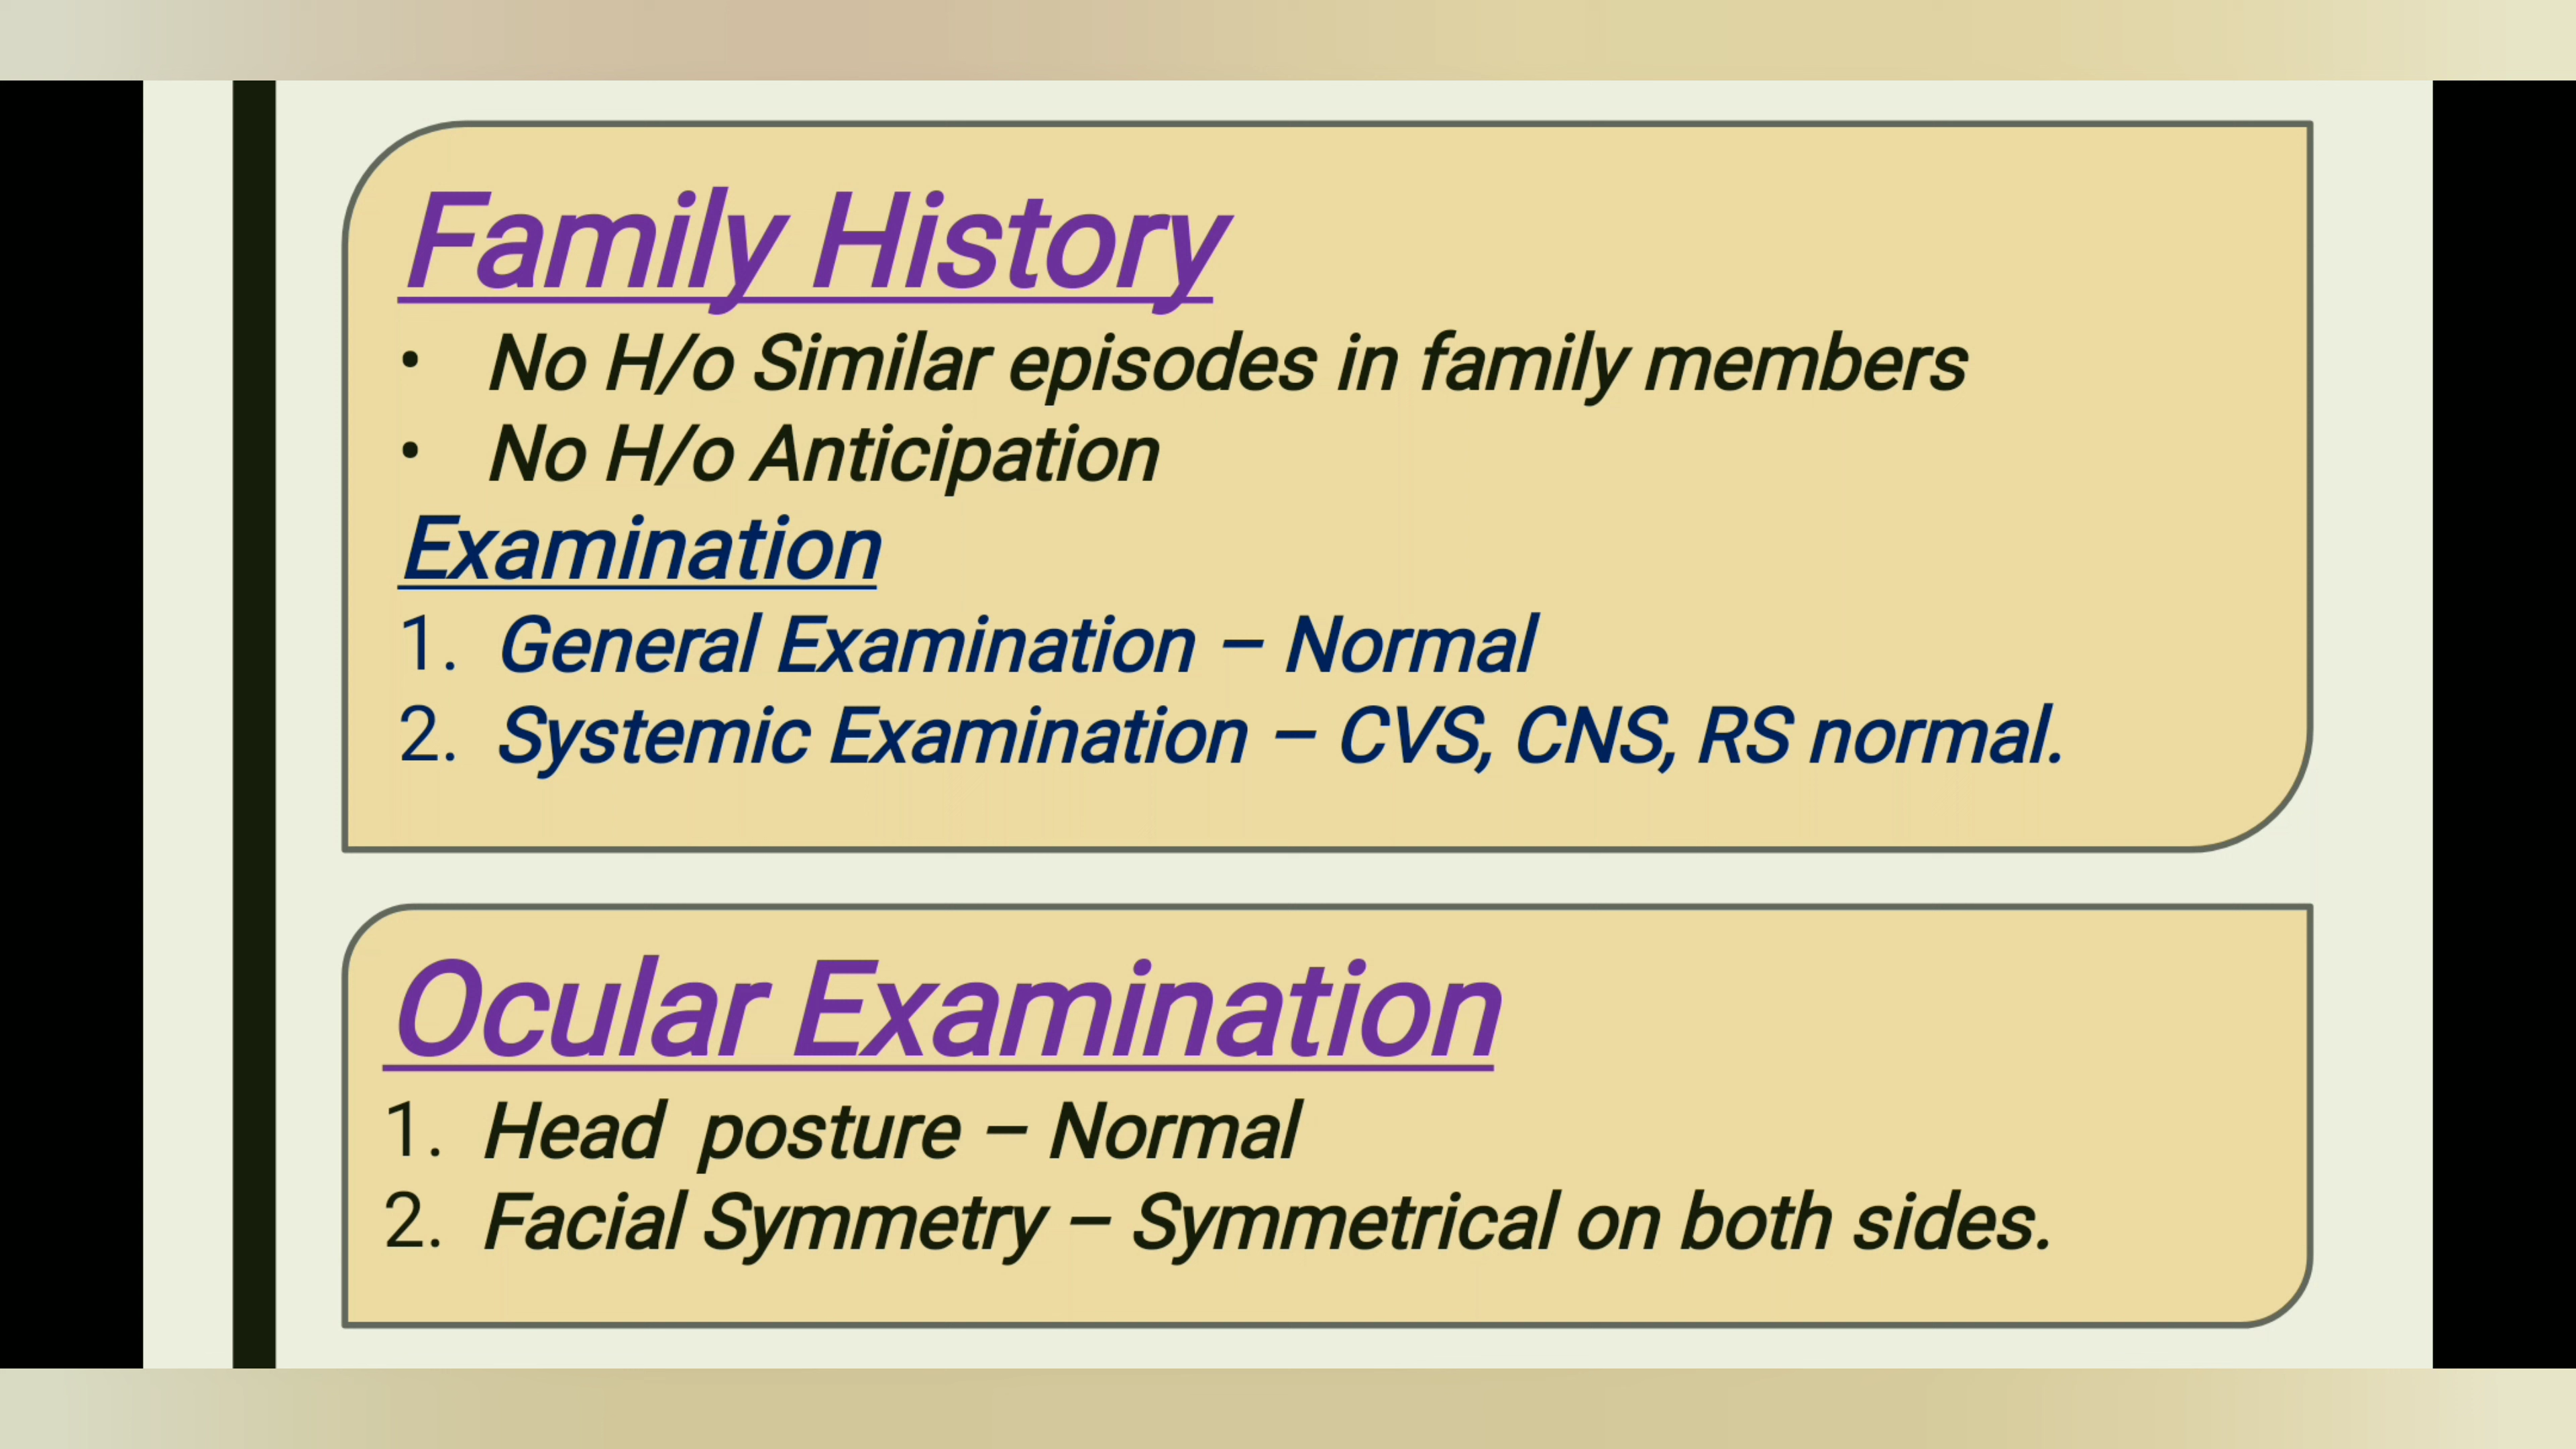 Family History
• No H/o Similar episodes in family members
• No H/o Anticipation
Examination
1. General Examination – Normal
2. Systemic Examination – CVS, CNS, RS normal.
Ocular Examination
1. Head posture – Normal
2. Facial Symmetry – Symmetrical on both sides.